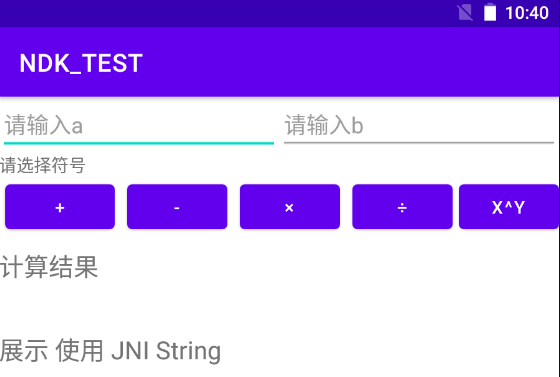 10:40
NDK_TEST
请输入a 请输入b
请选择符号
+ - × ÷ X^Y
计算结果
展示 使用 JNI String